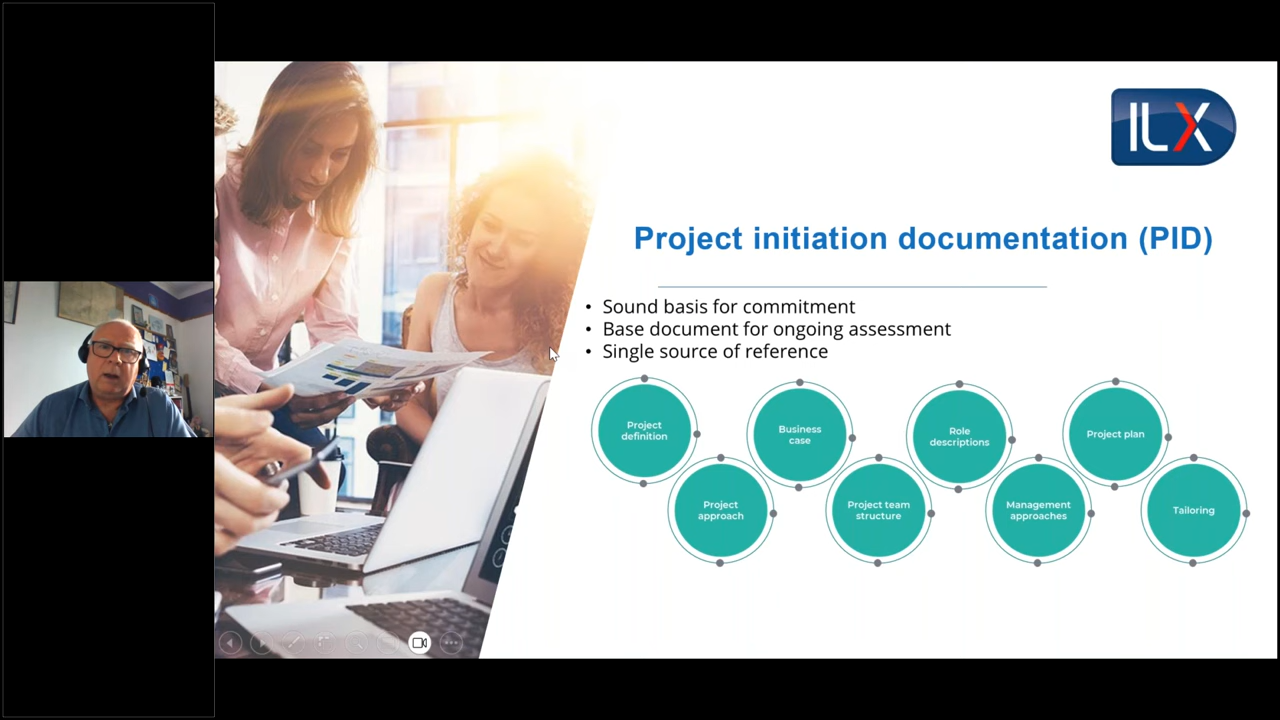 ILX
Project initiation documentation (PID)
• Sound basis for commitment
• Base document for ongoing assessment
• Single source of reference
Project
definition
Project
approach
Business
case
Project team
structure
Role
descriptions
Management
approaches
Project plan
Tailoring